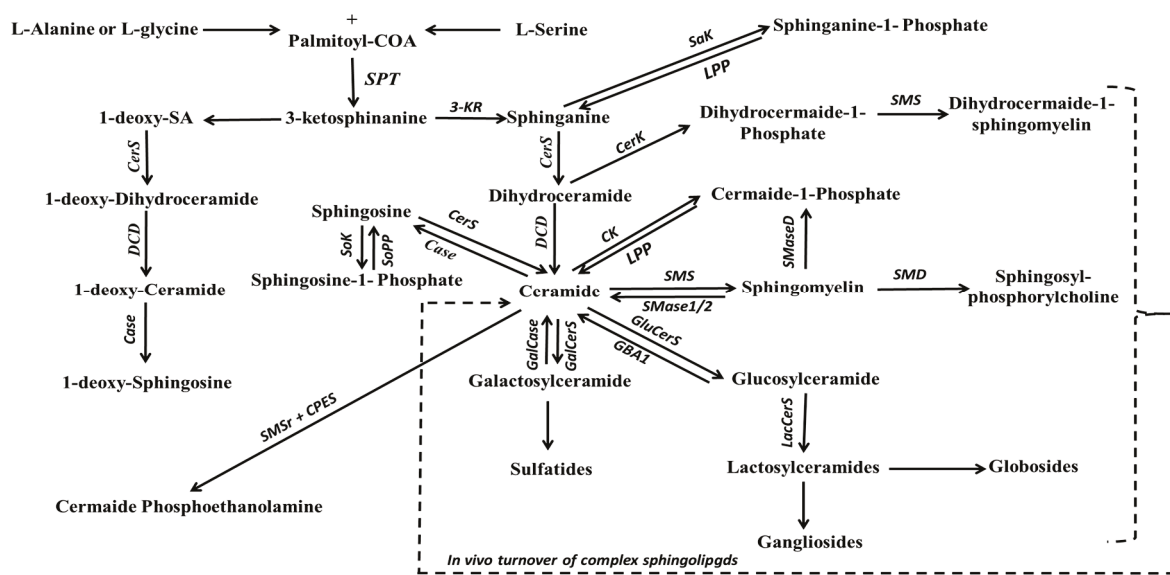 L-Alanine or L-glycine
+
Palmitoyl-COA
L-Serine
SaK
Sphinganine-1- Phosphate
LPP
SPT
1-deoxy-SA
3-ketosphinanine
3-KR
Sphinganine
Dihydrocermaide-1-
Phosphate
SMS
Dihydrocermaide-1-
sphingomyelin
CerS
CerS
CerK
1-deoxy-Dihydroceramide
Dihydroceramide
Cermaide-1-Phosphate
Sphingosine
CerS
Case
DCD
DCD
CK
LPP
SoK
SoPP
SMaseD
Sphingosine-1- Phosphate
1-deoxy-Ceramide
Ceramide
SMS
SMase1/2
Sphingomyelin
SMD
Sphingosyl-
phosphorylcholine
Case
GalCase
GalCerS
GluCerS
GBA1
1-deoxy-Sphingosine
Galactosylceramide
Glucosylceramide
SMSr + CPES
LacCerS
Sulfatides
Lactosylceramides
Globosides
Cermaide Phosphoethanolamine
Gangliosides
In vivo turnover of complex sphingolipgds